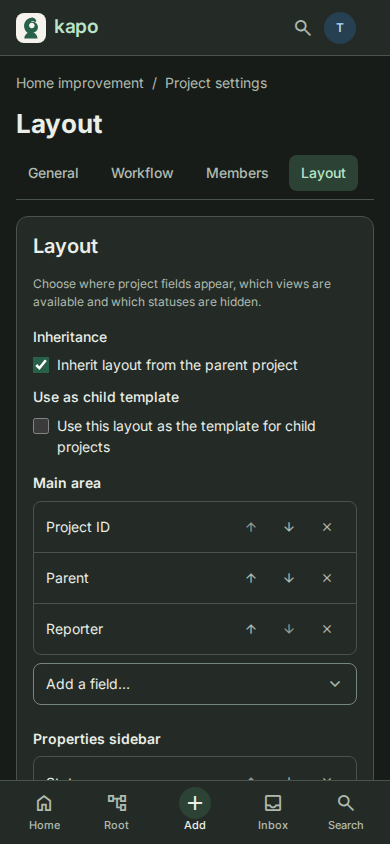 kapo
T
Home improvement / Project settings
Layout
General Workflow Members Layout
Layout
Choose where project fields appear, which views are
available and which statuses are hidden.
Inheritance
Inherit layout from the parent project
Use as child template
Use this layout as the template for child
projects
Main area
Project ID
Parent
Reporter
Add a field...
Properties sidebar
Home Root Add Inbox Search